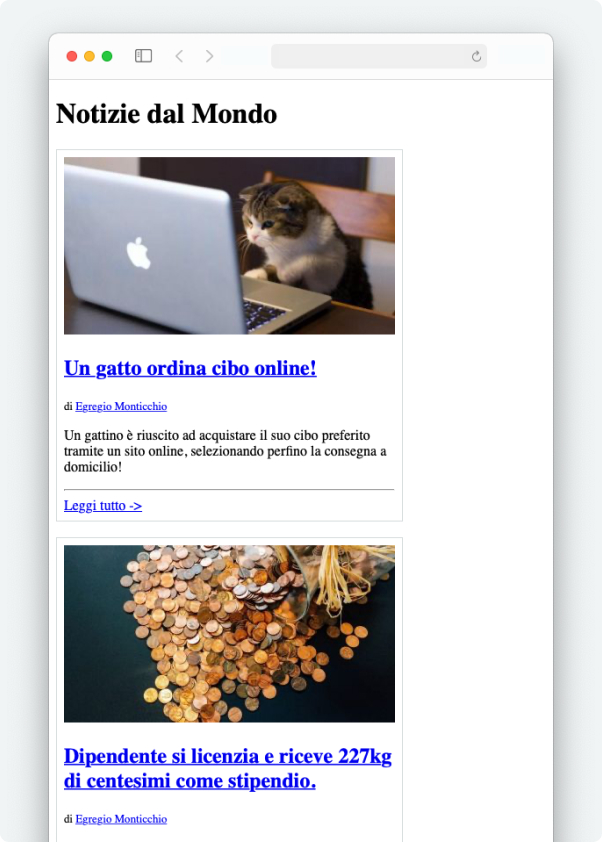 Notizie dal Mondo
Un gatto ordina cibo online!
di Egregio Monticchio
Un gattino è riuscito ad acquistare il suo cibo preferito
tramite un sito online, selezionando perfino la consegna a
domicilio!
Leggi tutto ->
Dipendente si licenzia e riceve 227kg
di centesimi come stipendio.
di Egregio Monticchio